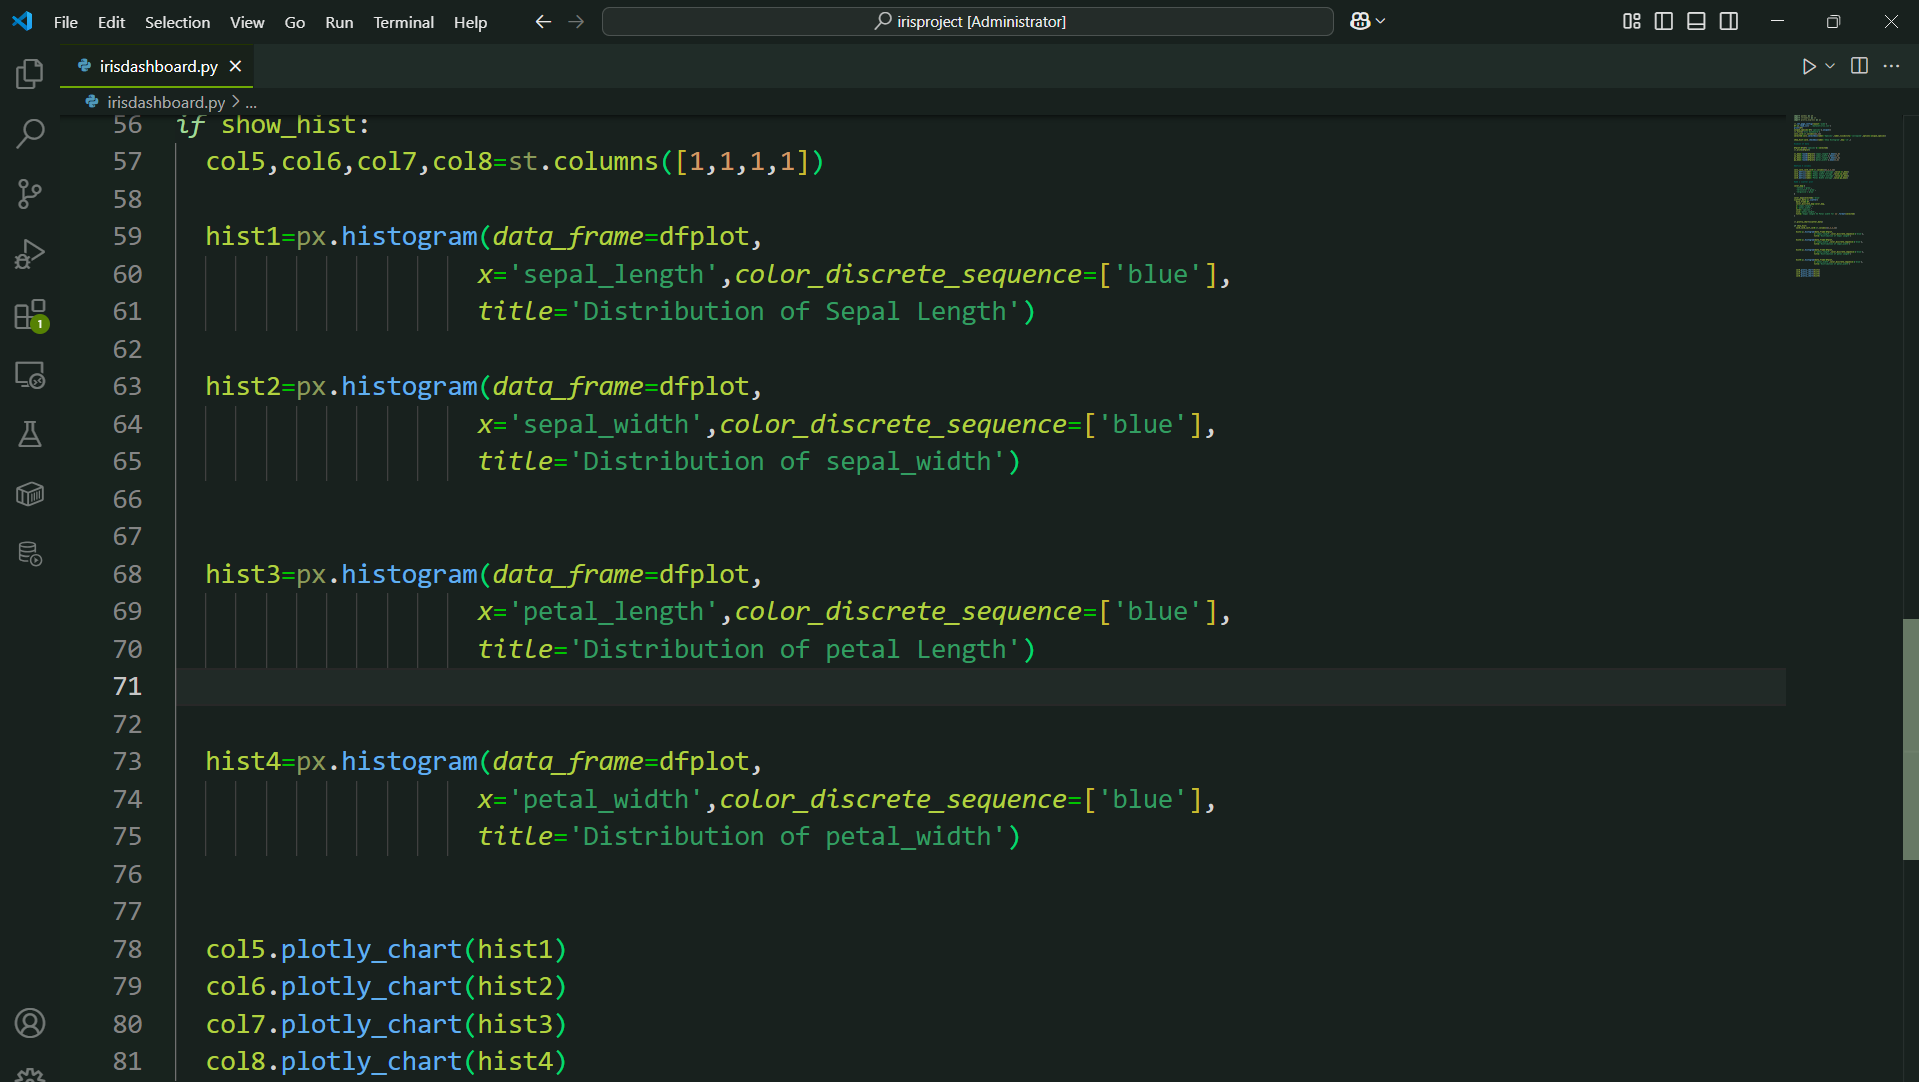 File Edit Selection View Go Run Terminal Help
irisproject [Administrator]
irisdashboard.py
irisdashboard.py > ...
56 if show_hist:
57 col5,col6,col7,col8=st.columns([1,1,1,1])
58
59 hist1=px.histogram(data_frame=dfplot,
60 x='sepal_length',color_discrete_sequence=['blue'],
61 title='Distribution of Sepal Length')
62
63 hist2=px.histogram(data_frame=dfplot,
64 x='sepal_width',color_discrete_sequence=['blue'],
65 title='Distribution of sepal_width')
66
67
68 hist3=px.histogram(data_frame=dfplot,
69 x='petal_length',color_discrete_sequence=['blue'],
70 title='Distribution of petal Length')
71
72
73 hist4=px.histogram(data_frame=dfplot,
74 x='petal_width',color_discrete_sequence=['blue'],
75 title='Distribution of petal_width')
76
77
78 col5.plotly_chart(hist1)
79 col6.plotly_chart(hist2)
80 col7.plotly_chart(hist3)
81 col8.plotly_chart(hist4)
1